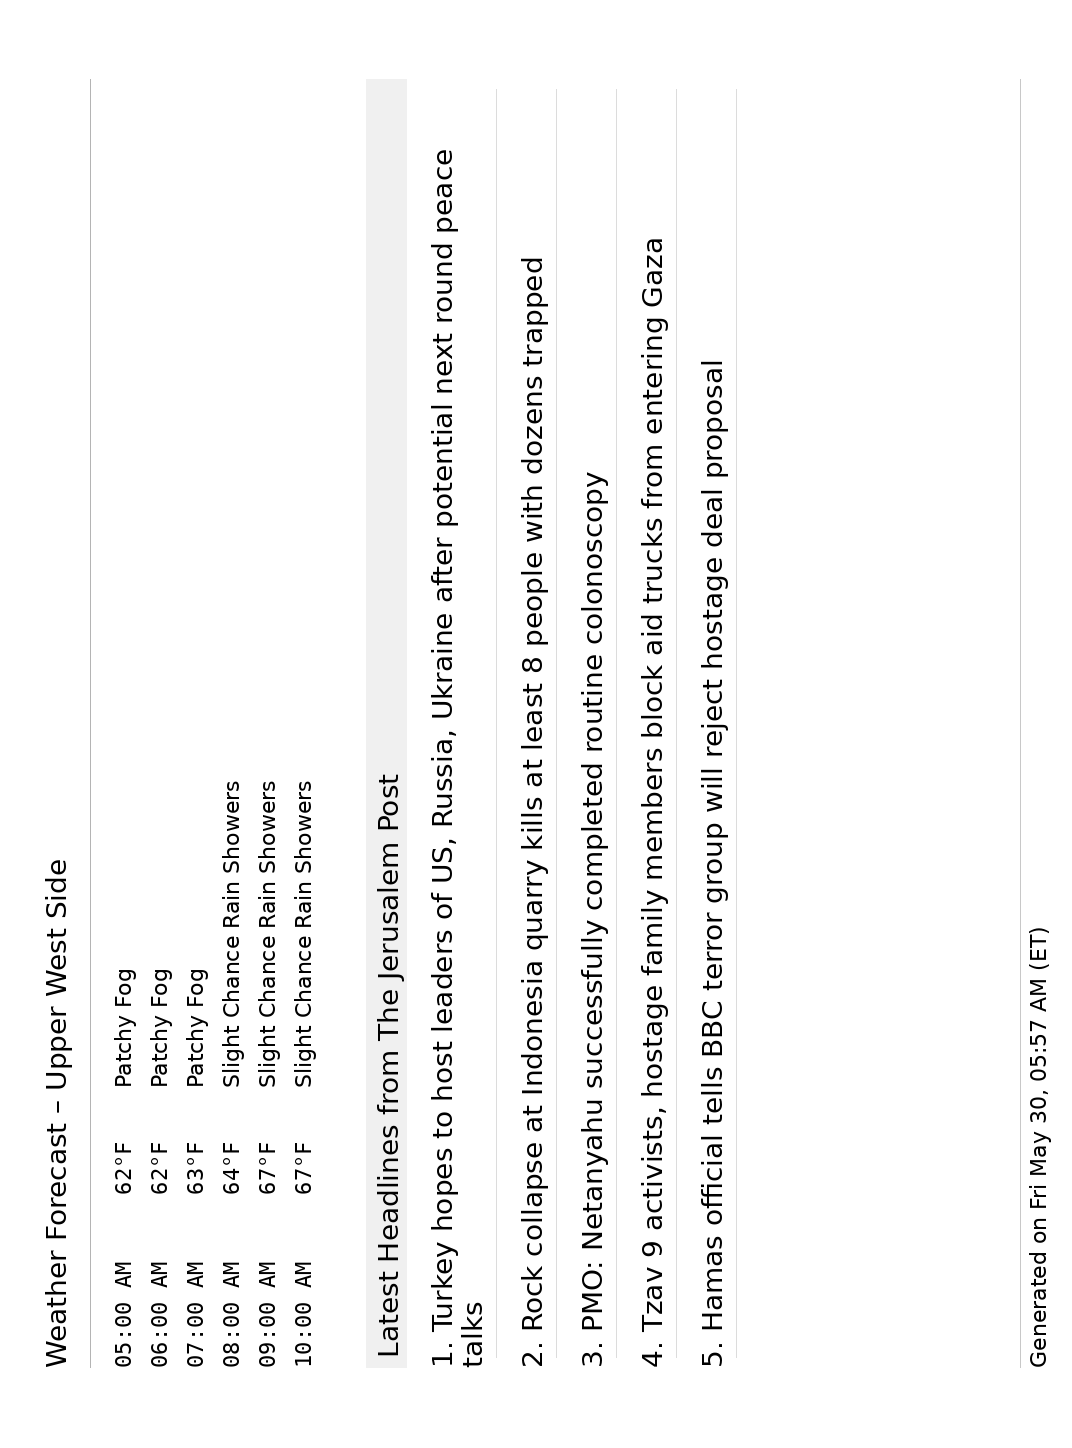 Weather Forecast – Upper West Side
05:00 AM 62°F Patchy Fog
06:00 AM 62°F Patchy Fog
07:00 AM 63°F Patchy Fog
08:00 AM 64°F Slight Chance Rain Showers
09:00 AM 67°F Slight Chance Rain Showers
10:00 AM 67°F Slight Chance Rain Showers
Latest Headlines from The Jerusalem Post
1. Turkey hopes to host leaders of US, Russia, Ukraine after potential next round peace
talks
2. Rock collapse at Indonesia quarry kills at least 8 people with dozens trapped
3. PMO: Netanyahu successfully completed routine colonoscopy
4. Tzav 9 activists, hostage family members block aid trucks from entering Gaza
5. Hamas official tells BBC terror group will reject hostage deal proposal
Generated on Fri May 30, 05:57 AM (ET)